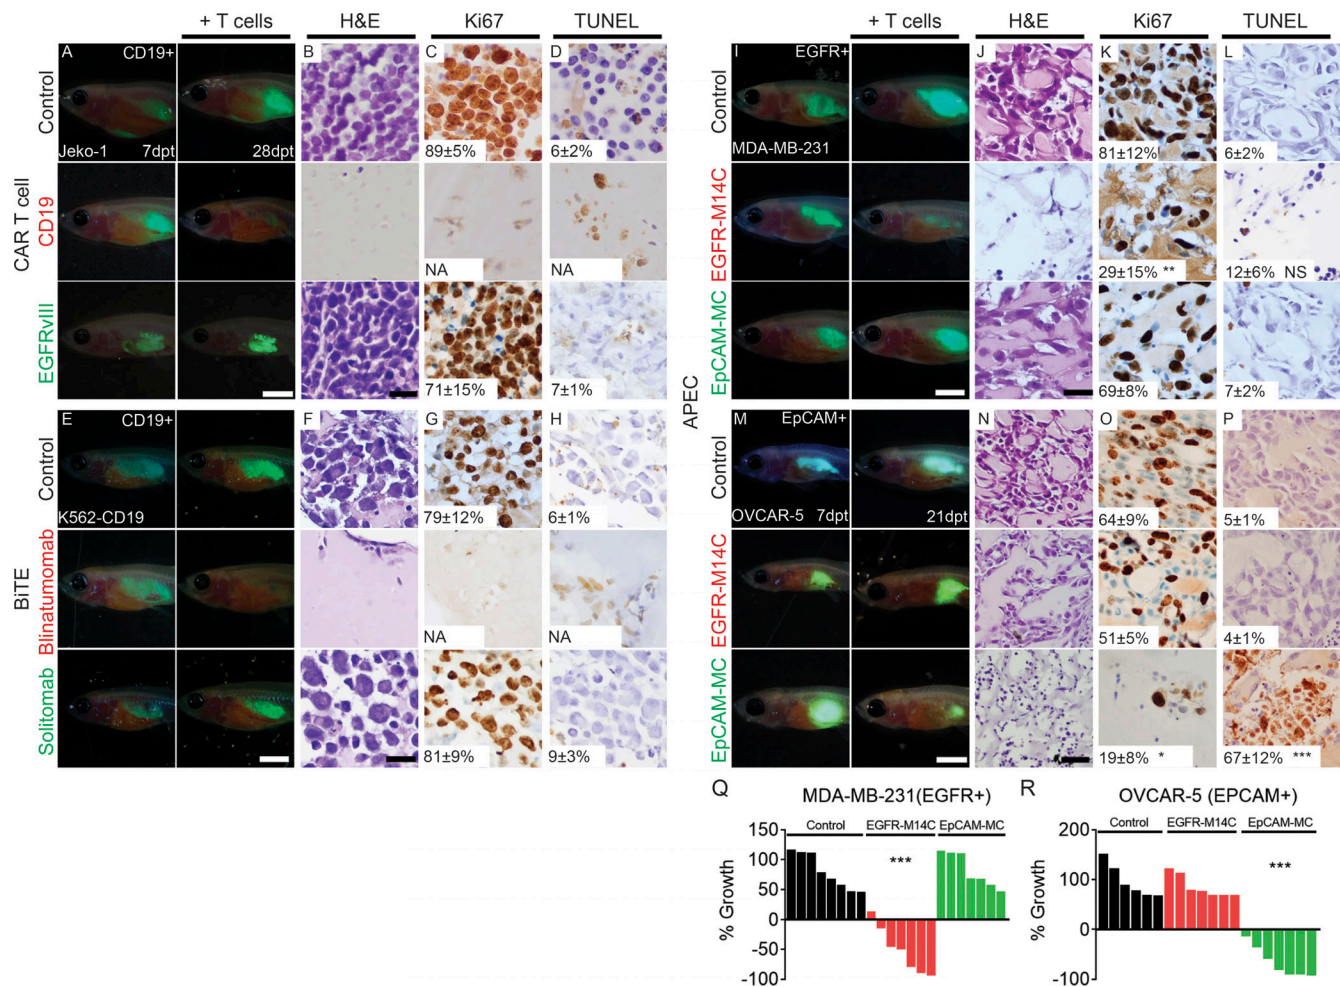 + T cells H&E Ki67 TUNEL
Control
A CD19+ B C D
Jeko-1 7dpt 28dpt 89±5% 6±2%
CAR T cell
CD19
NA NA
EGFRvIII
71±15% 7±1%
Control
E CD19+ F G H
K562-CD19 79±12% 6±1%
BiTE
Blinatumomab
NA NA
Solitomab
81±9% 9±3%
+ T cells H&E Ki67 TUNEL
Control
I EGFR+ J K L
MDA-MB-231 81±12% 6±2%
APEC
EGFR-M14C
29±15% ** 12±6% NS
EpCAM-MC
69±8% 7±2%
Control
M EpCAM+ N O P
OVCAR-5 7dpt 21dpt 64±9% 5±1%
EGFR-M14C
51±5% 4±1%
EpCAM-MC
19±8% * 67±12% ***
Q MDA-MB-231(EGFR+)
Control EGFR-M14C EpCAM-MC
***
% Growth
150
100
50
0
-50
-100
R OVCAR-5 (EPCAM+)
Control EGFR-M14C EpCAM-MC
***
% Growth
200
100
0
-100